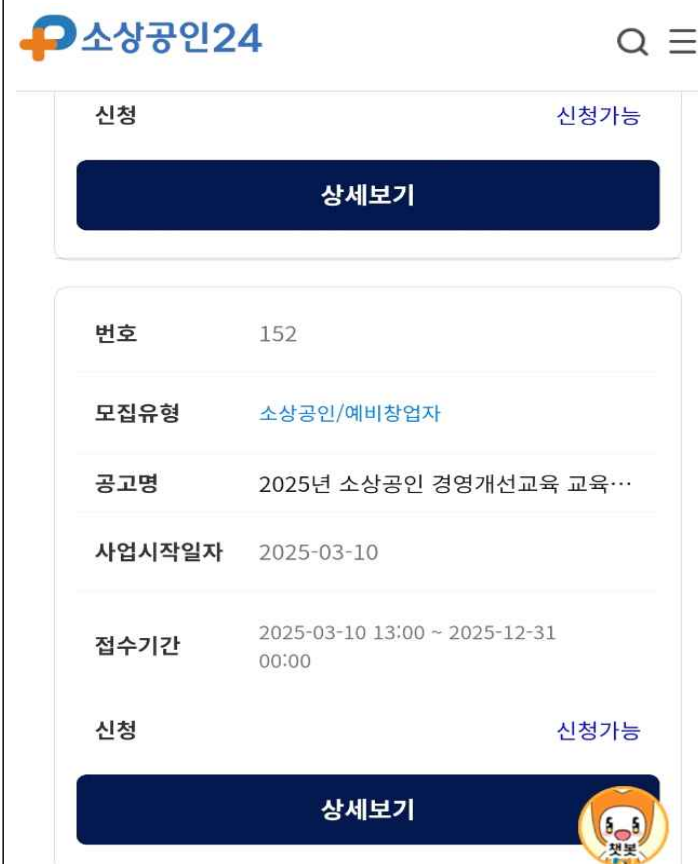 소상공인24
신청 신청가능
상세보기
번호 152
모집유형 소상공인/예비창업자
공고명 2025년 소상공인 경영개선교육 교육…
사업시작일자 2025-03-10
접수기간 2025-03-10 13:00 ~ 2025-12-31
00:00
신청 신청가능
상세보기
챗봇